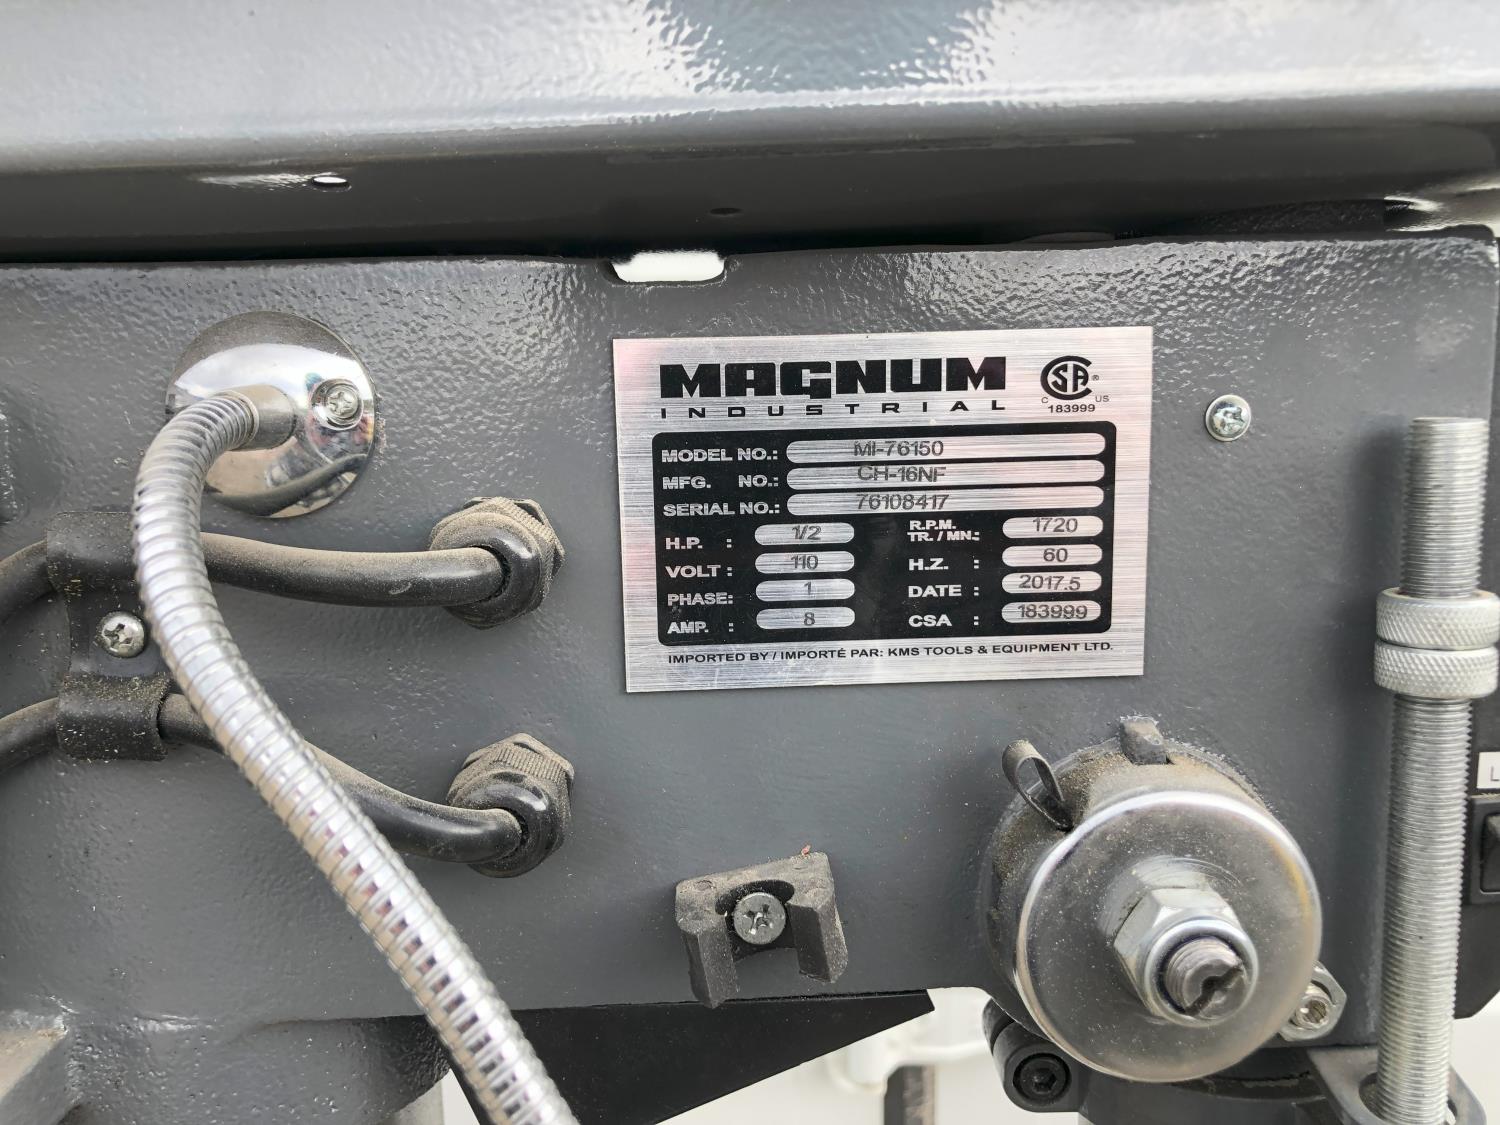 MAGNUM
INDUSTRIAL
CSA ®
C US
183999
MODEL NO.: MI-76150
MFG. NO.: CH-16NF
SERIAL NO.: 76108417
H.P. : 1/2
R.P.M. TR. / MN.: 1720
VOLT : 110
H.Z. : 60
PHASE: 1
DATE : 2017.5
AMP. : 8
CSA : 183999
IMPORTED BY / IMPORTÉ PAR: KMS TOOLS & EQUIPMENT LTD.